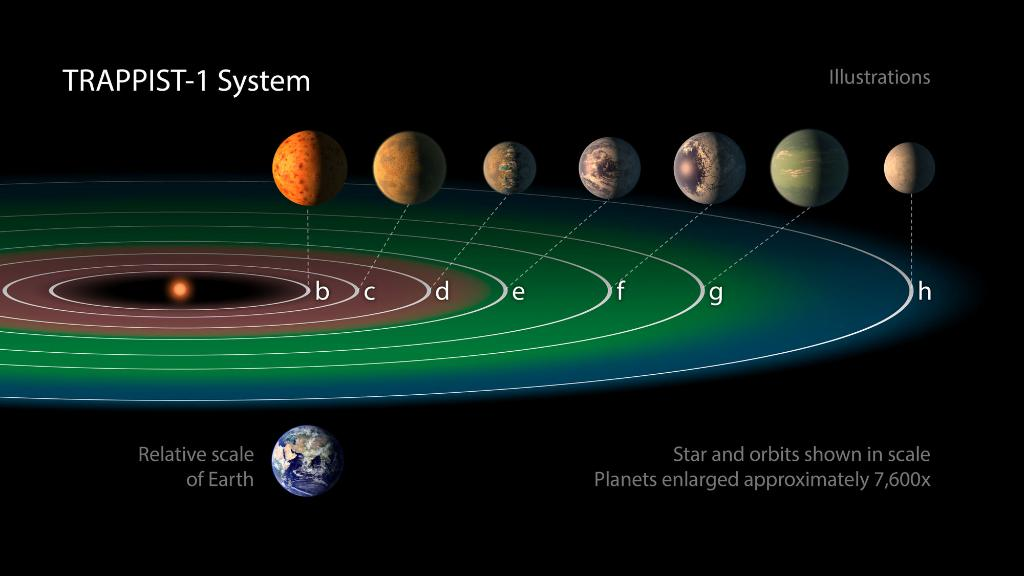 TRAPPIST-1 System
Illustrations
b
c
d
e
f
g
h
Relative scale
of Earth
Star and orbits shown in scale
Planets enlarged approximately 7,600x